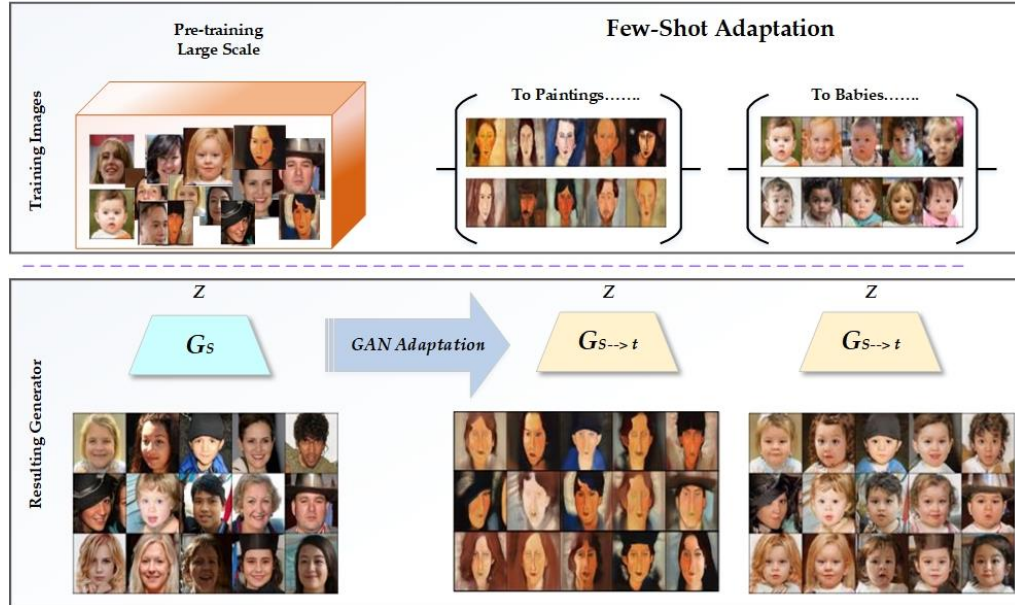 Pre-training
Large Scale
Few-Shot Adaptation
Training Images
To Paintings.......
To Babies.......
Resulting Generator
Z
Z
Z
Gs
GAN Adaptation
Gs--> t
Gs--> t